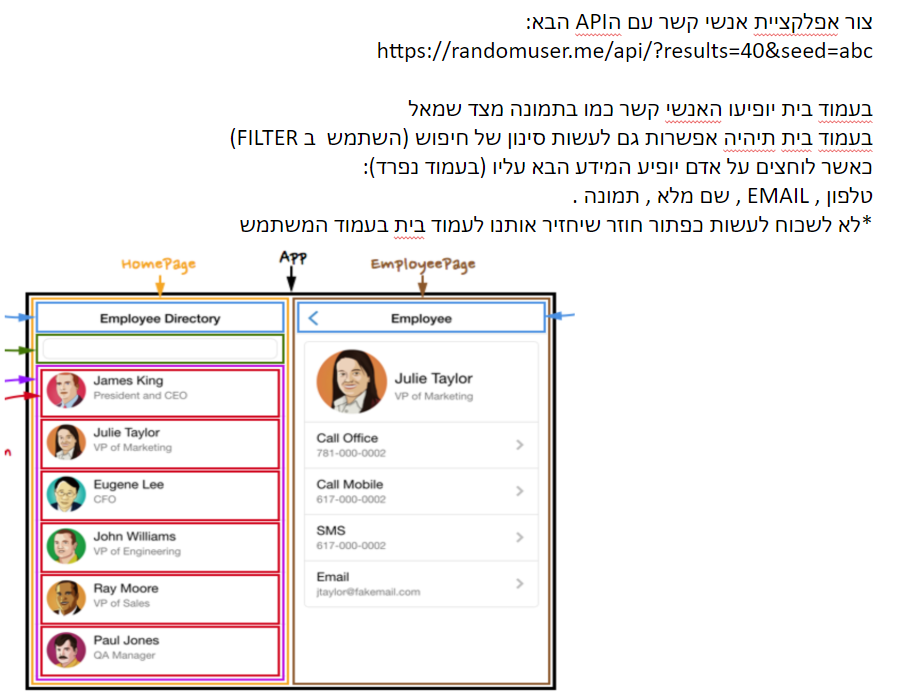 צור אפלקציית אנשי קשר עם הAPI הבא:
https://randomuser.me/api/?results=40&seed=abc
בעמוד בית יופיעו האנשי קשר כמו בתמונה מצד שמאל
בעמוד בית תיהיה אפשרות גם לעשות סינון של חיפוש (השתמש ב FILTER)
כאשר לוחצים על אדם יופיע המידע הבא עליו (בעמוד נפרד):
טלפון , EMAIL , שם מלא , תמונה .
*לא לשכוח לעשות כפתור חוזר שיחזיר אותנו לעמוד בית בעמוד המשתמש
HomePage
App
EmployeePage
Employee Directory
James King
President and CEO
Julie Taylor
VP of Marketing
Eugene Lee
CFO
John Williams
VP of Engineering
Ray Moore
VP of Sales
Paul Jones
QA Manager
Employee
Julie Taylor
VP of Marketing
Call Office
781-000-0002
Call Mobile
617-000-0002
SMS
617-000-0002
Email
jtaylor@fakemail.com